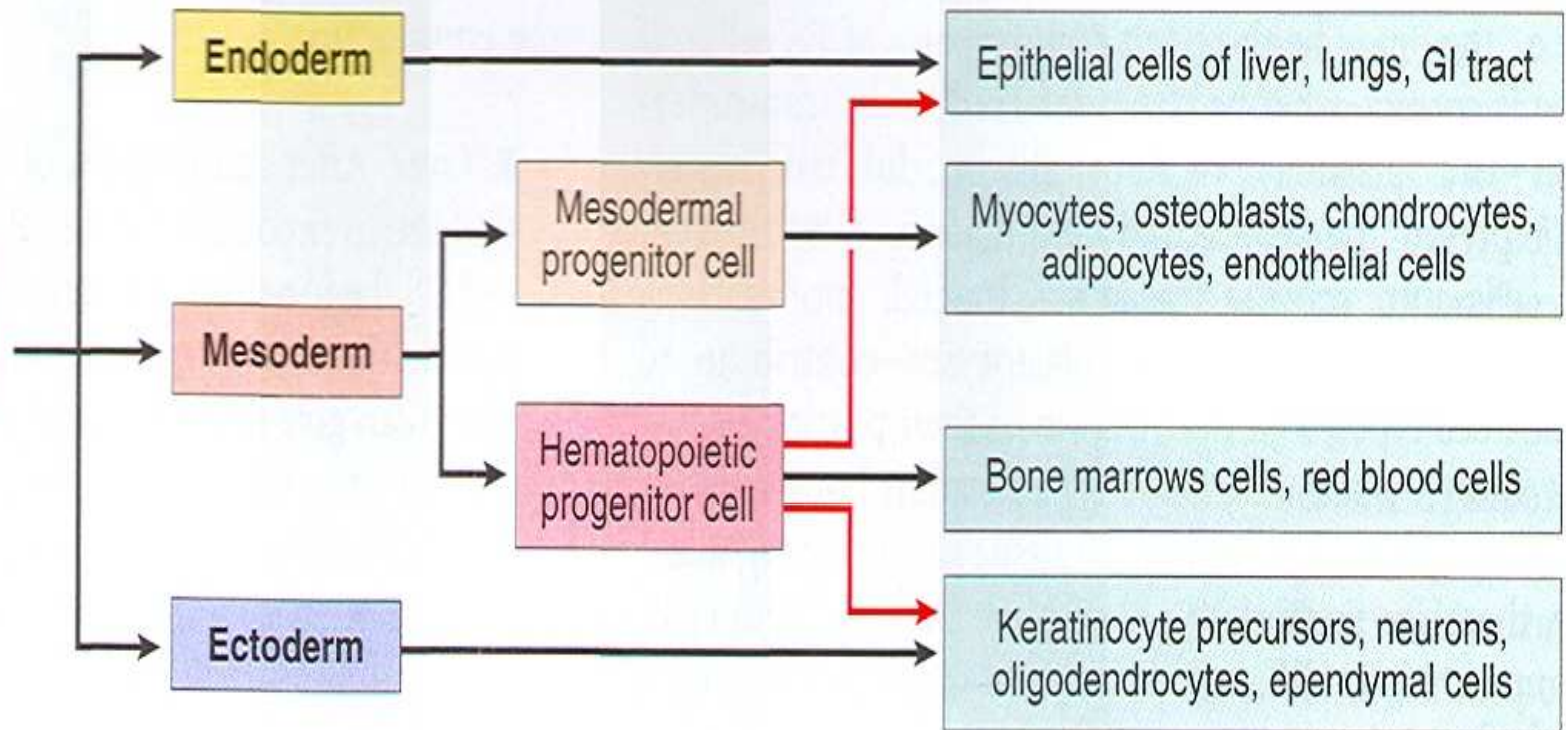 Endoderm
Epithelial cells of liver, lungs, GI tract
Mesodermal
progenitor cell
Myocytes, osteoblasts, chondrocytes,
adipocytes, endothelial cells
Mesoderm
Hematopoietic
progenitor cell
Bone marrows cells, red blood cells
Ectoderm
Keratinocyte precursors, neurons,
oligodendrocytes, ependymal cells